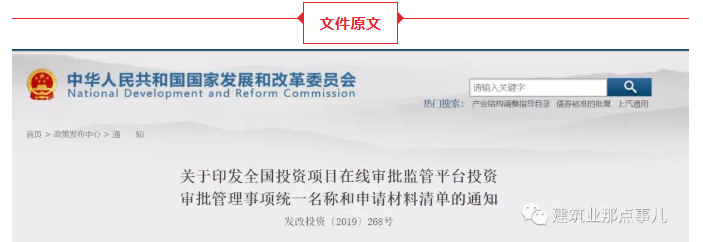 文件原文
中华人民共和国国家发展和改革委员会
National Development and Reform Commission
请输入关键字
热门搜索： 产业结构调整指导目录 债券核准的批复 上汽通用
首页 > 政策发布中心 > 通 知
关于印发全国投资项目在线审批监管平台投资
审批管理事项统一名称和申请材料清单的通知
发改投资〔2019〕268号
建筑业那点事儿